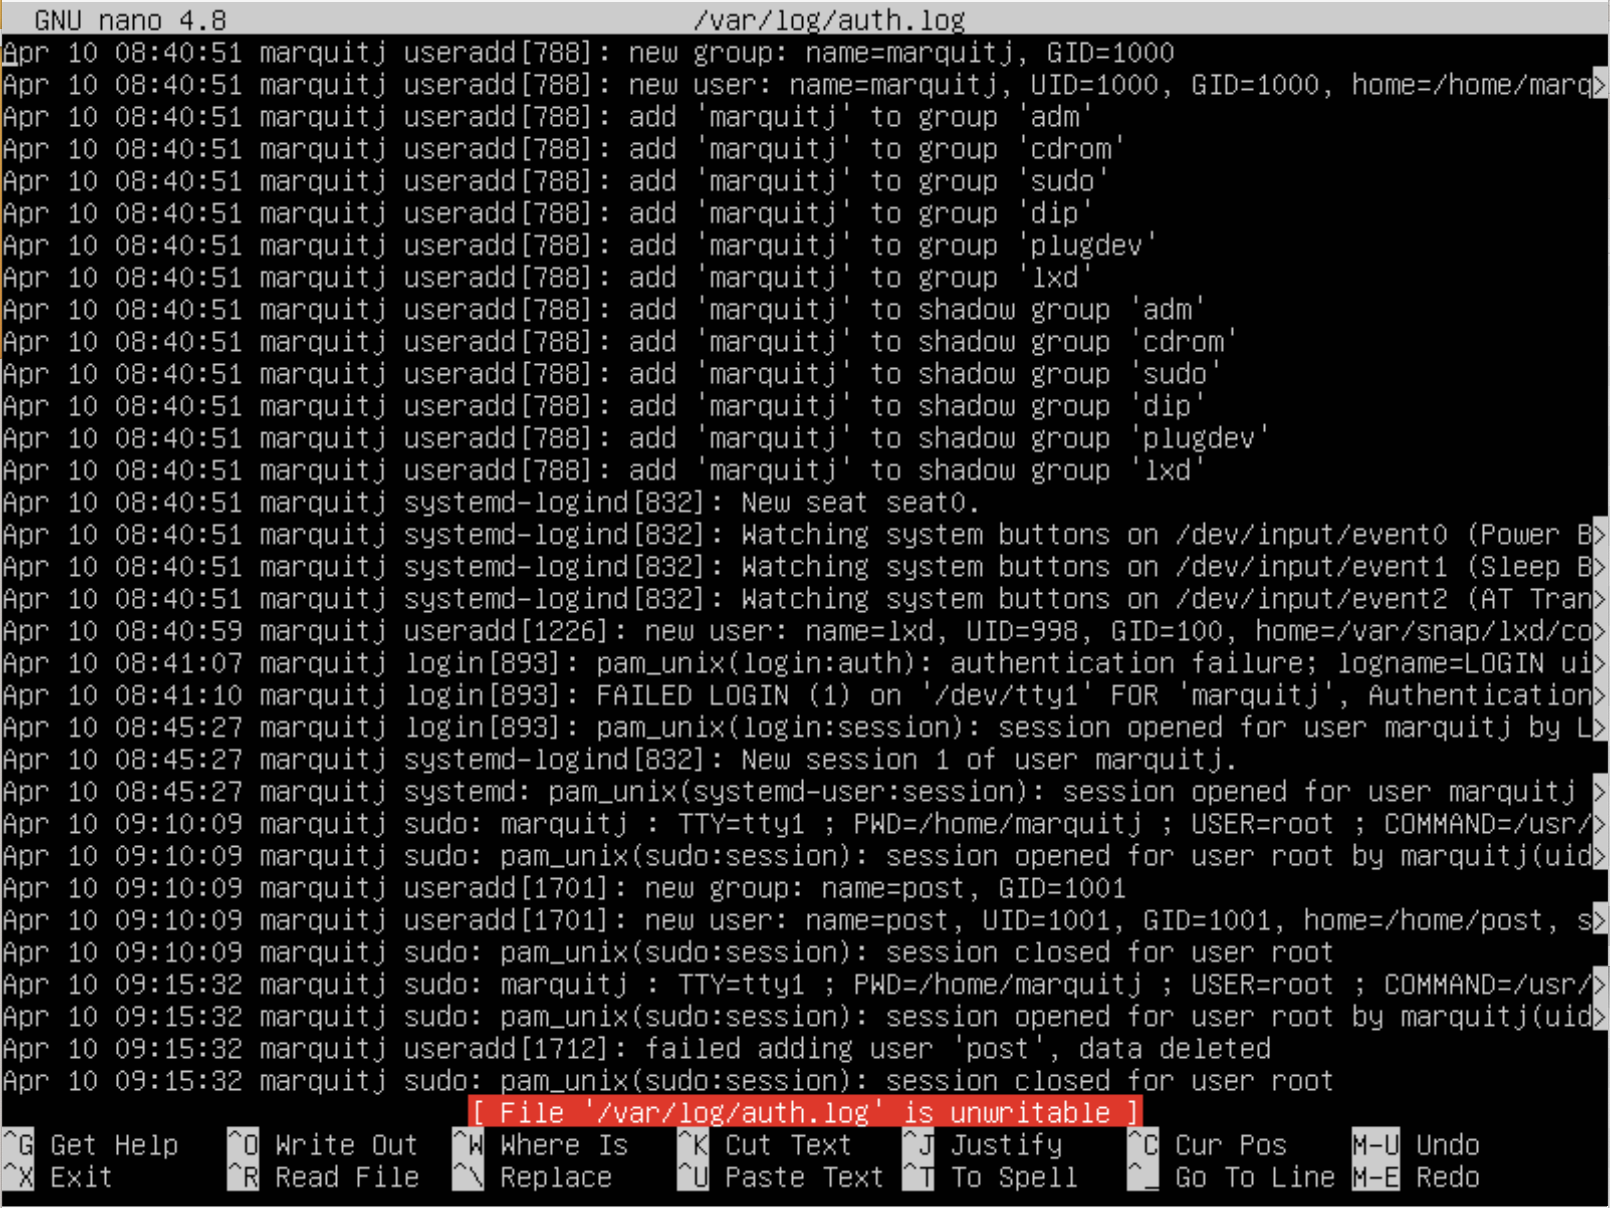 GNU nano 4.8 /var/log/auth.log
Apr 10 08:40:51 marquitj useradd[788]: new group: name=marquitj, GID=1000
Apr 10 08:40:51 marquitj useradd[788]: new user: name=marquitj, UID=1000, GID=1000, home=/home/marq>
Apr 10 08:40:51 marquitj useradd[788]: add 'marquitj' to group 'adm'
Apr 10 08:40:51 marquitj useradd[788]: add 'marquitj' to group 'cdrom'
Apr 10 08:40:51 marquitj useradd[788]: add 'marquitj' to group 'sudo'
Apr 10 08:40:51 marquitj useradd[788]: add 'marquitj' to group 'dip'
Apr 10 08:40:51 marquitj useradd[788]: add 'marquitj' to group 'plugdev'
Apr 10 08:40:51 marquitj useradd[788]: add 'marquitj' to group 'lxd'
Apr 10 08:40:51 marquitj useradd[788]: add 'marquitj' to shadow group 'adm'
Apr 10 08:40:51 marquitj useradd[788]: add 'marquitj' to shadow group 'cdrom'
Apr 10 08:40:51 marquitj useradd[788]: add 'marquitj' to shadow group 'sudo'
Apr 10 08:40:51 marquitj useradd[788]: add 'marquitj' to shadow group 'dip'
Apr 10 08:40:51 marquitj useradd[788]: add 'marquitj' to shadow group 'plugdev'
Apr 10 08:40:51 marquitj useradd[788]: add 'marquitj' to shadow group 'lxd'
Apr 10 08:40:51 marquitj systemd-logind[832]: New seat seat0.
Apr 10 08:40:51 marquitj systemd-logind[832]: Watching system buttons on /dev/input/event0 (Power B>
Apr 10 08:40:51 marquitj systemd-logind[832]: Watching system buttons on /dev/input/event1 (Sleep B>
Apr 10 08:40:51 marquitj systemd-logind[832]: Watching system buttons on /dev/input/event2 (AT Tran>
Apr 10 08:40:59 marquitj useradd[1226]: new user: name=lxd, UID=998, GID=100, home=/var/snap/lxd/co>
Apr 10 08:41:07 marquitj login[893]: pam_unix(login:auth): authentication failure; logname=LOGIN ui>
Apr 10 08:41:10 marquitj login[893]: FAILED LOGIN (1) on '/dev/tty1' FOR 'marquitj', Authentication>
Apr 10 08:45:27 marquitj login[893]: pam_unix(login:session): session opened for user marquitj by L>
Apr 10 08:45:27 marquitj systemd-logind[832]: New session 1 of user marquitj.
Apr 10 08:45:27 marquitj systemd: pam_unix(systemd-user:session): session opened for user marquitj >
Apr 10 09:10:09 marquitj sudo: marquitj : TTY=tty1 ; PWD=/home/marquitj ; USER=root ; COMMAND=/usr/>
Apr 10 09:10:09 marquitj sudo: pam_unix(sudo:session): session opened for user root by marquitj(uid>
Apr 10 09:10:09 marquitj useradd[1701]: new group: name=post, GID=1001
Apr 10 09:10:09 marquitj useradd[1701]: new user: name=post, UID=1001, GID=1001, home=/home/post, s>
Apr 10 09:10:09 marquitj sudo: pam_unix(sudo:session): session closed for user root
Apr 10 09:15:32 marquitj sudo: marquitj : TTY=tty1 ; PWD=/home/marquitj ; USER=root ; COMMAND=/usr/>
Apr 10 09:15:32 marquitj sudo: pam_unix(sudo:session): session opened for user root by marquitj(uid>
Apr 10 09:15:32 marquitj useradd[1712]: failed adding user 'post', data deleted
Apr 10 09:15:32 marquitj sudo: pam_unix(sudo:session): session closed for user root
[ File '/var/log/auth.log' is unwritable ]
^G Get Help ^O Write Out ^W Where Is ^K Cut Text ^J Justify ^C Cur Pos M-U Undo
^X Exit ^R Read File ^\ Replace ^U Paste Text ^T To Spell ^_ Go To Line M-E Redo